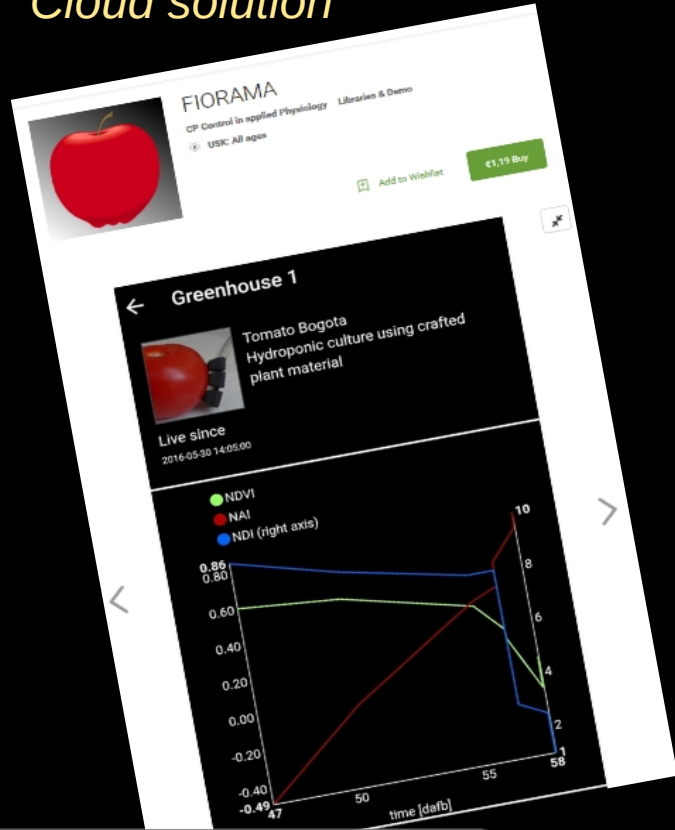 Cloud solution
FIORAMA
CP Control in applied Physiology Libraries & Demo
USK: All ages
Add to Wishlist
€1,19 Buy
Greenhouse 1
Tomato Bogota
Hydroponic culture using crafted
plant material
Live since
2016-05-30 14:05:00
NDVI
NAI
NDI (right axis)
0.86
0.80
0.60
0.40
0.20
0.00
-0.20
-0.40
-0.49
10
8
6
4
2
1
47
50
55
58
time [dafb]